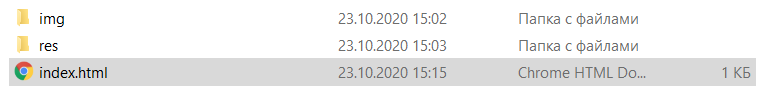 img 23.10.2020 15:02 Папка с файлами
res 23.10.2020 15:03 Папка с файлами
index.html 23.10.2020 15:15 Chrome HTML Do... 1 КБ